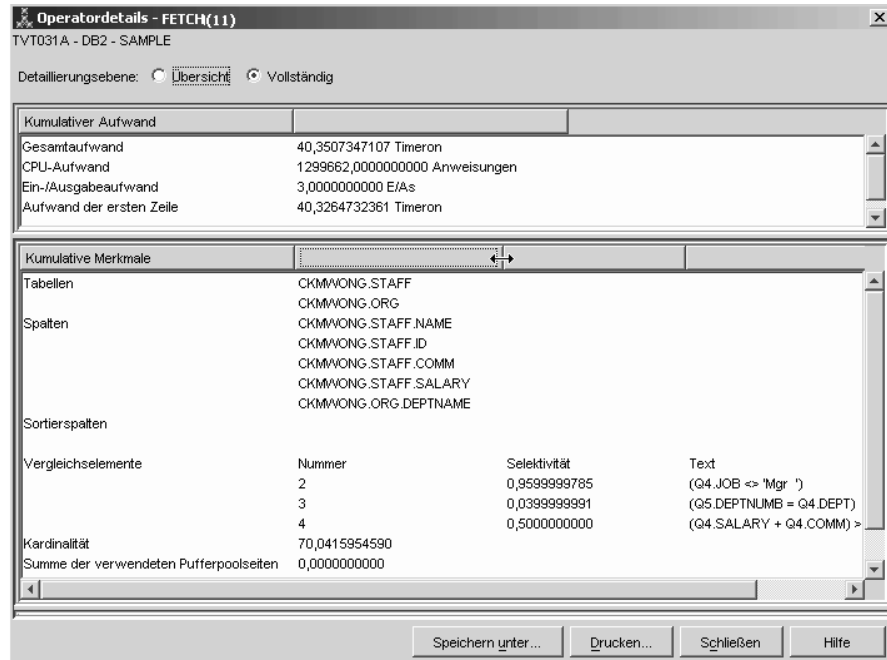 Operatordetails - FETCH(11)
TVT031A - DB2 - SAMPLE
Detaillierungsebene: Übersicht Vollständig
Kumulativer Aufwand
Gesamtaufwand 40,3507347107 Timeron
CPU-Aufwand 1299662,0000000000 Anweisungen
Ein-/Ausgabeaufwand 3,0000000000 E/As
Aufwand der ersten Zeile 40,3264732361 Timeron
Kumulative Merkmale
Tabellen CKMWONG.STAFF
CKMWONG.ORG
Spalten CKMWONG.STAFF.NAME
CKMWONG.STAFF.ID
CKMWONG.STAFF.COMM
CKMWONG.STAFF.SALARY
CKMWONG.ORG.DEPTNAME
Sortierspalten
Vergleichselemente Nummer Selektivität Text
2 0,9599999785 (Q4.JOB <> 'Mgr ')
3 0,0399999991 (Q5.DEPTNUMB = Q4.DEPT)
4 0,5000000000 (Q4.SALARY + Q4.COMM) >
Kardinalität 70,0415954590
Summe der verwendeten Pufferpoolseiten 0,0000000000
Speichern unter... Drucken... Schließen Hilfe